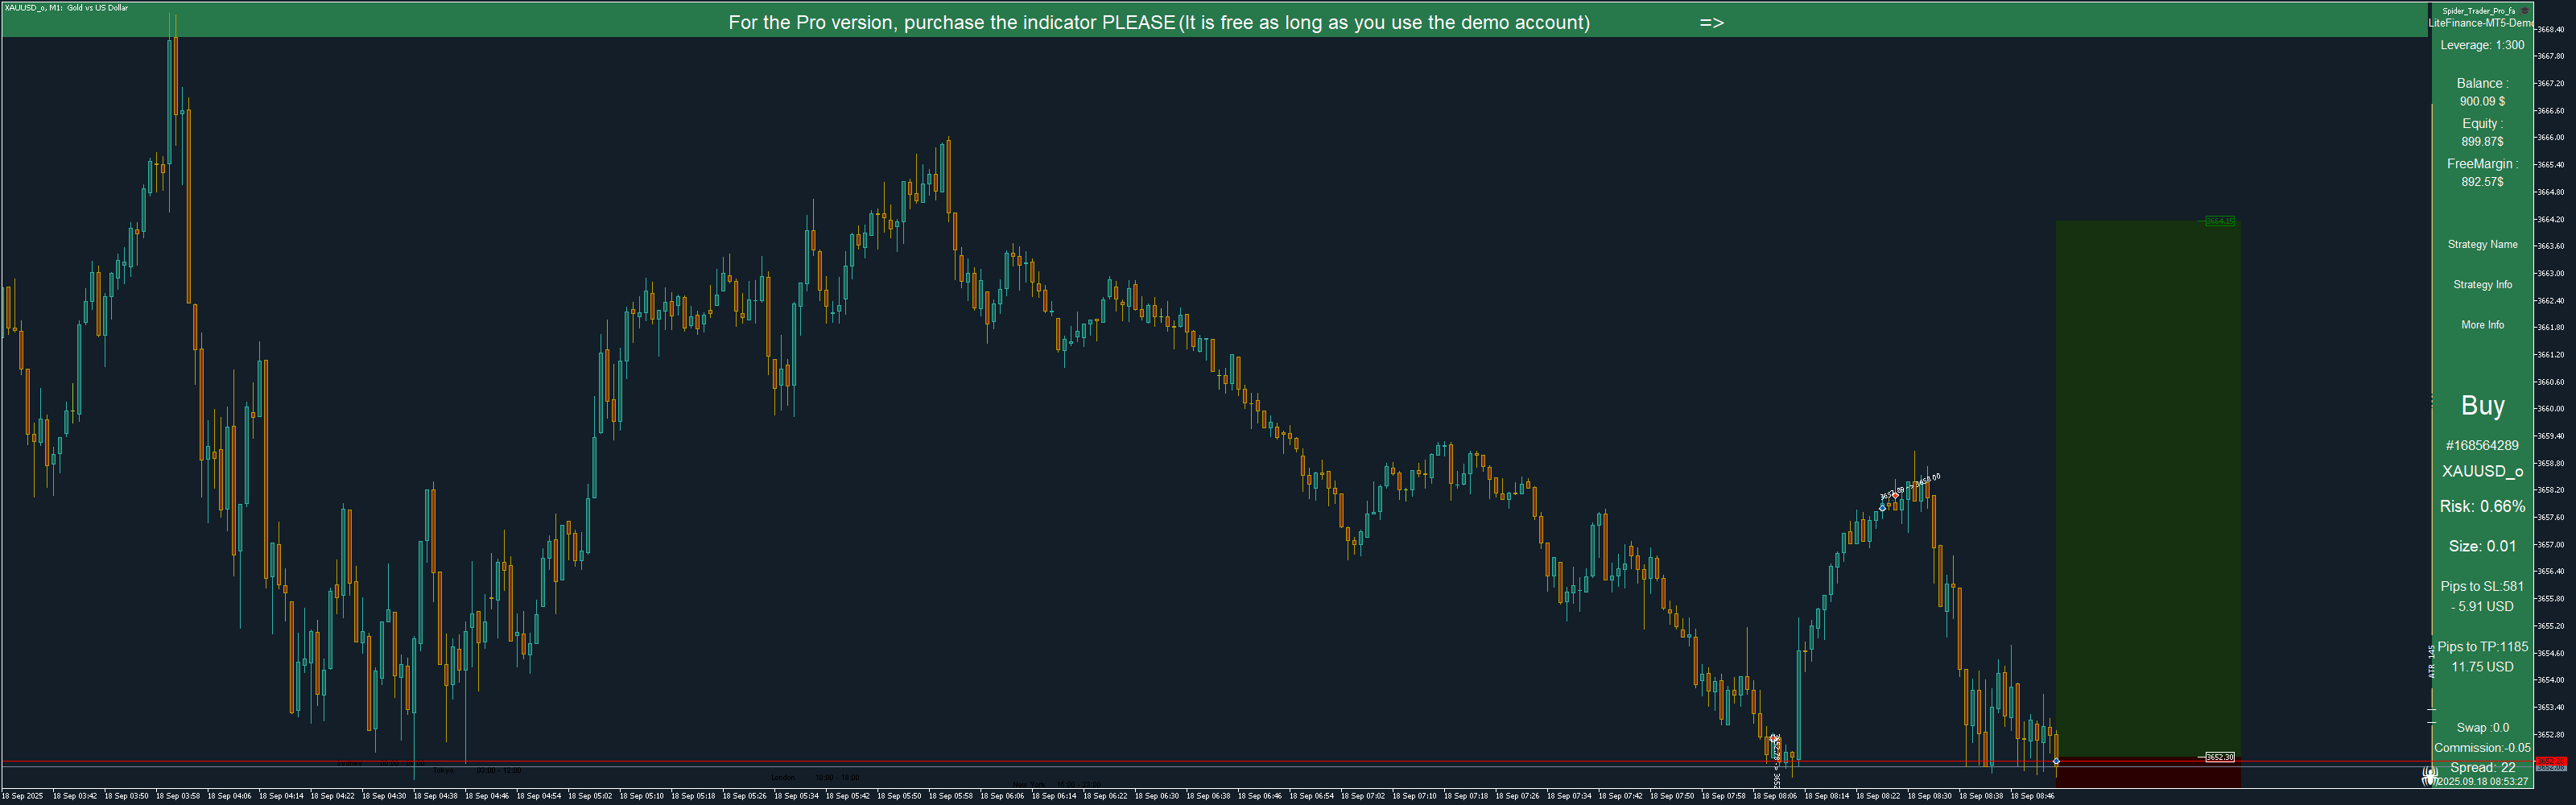 XAUUSD_o, M1: Gold vs US Dollar
For the Pro version, purchase the indicator PLEASE(It is free as long as you use the demo account) =>
Spider_Trader_Pro_fa
LiteFinance-MT5-Demo
Leverage: 1:300
Balance :
900.09 $
Equity :
899.87$
FreeMargin :
892.57$
Strategy Name
Strategy Info
More Info
Buy
#168564289
XAUUSD_o
Risk: 0.66%
Size: 0.01
Pips to SL:581
- 5.91 USD
Pips to TP:1185
11.75 USD
Swap :0.0
Commission:-0.05
Spread: 22
2025.09.18 08:53:27
ATR 145
3668.40
3667.80
3667.20
3666.60
3666.00
3665.40
3664.80
3664.20
3663.60
3663.00
3662.40
3661.80
3661.20
3660.60
3660.00
3659.40
3658.80
3658.20
3657.60
3657.00
3656.40
3655.80
3655.20
3654.60
3654.00
3653.40
3652.80
3664.15
3652.30
Tokyo 03:00 - 12:00
London 10:00 - 18:00
18 Sep 2025 18 Sep 03:42 18 Sep 03:50 18 Sep 03:58 18 Sep 04:06 18 Sep 04:14 18 Sep 04:22 18 Sep 04:30 18 Sep 04:38 18 Sep 04:46 18 Sep 04:54 18 Sep 05:02 18 Sep 05:10 18 Sep 05:18 18 Sep 05:26 18 Sep 05:34 18 Sep 05:42 18 Sep 05:50 18 Sep 05:58 18 Sep 06:06 18 Sep 06:14 18 Sep 06:22 18 Sep 06:30 18 Sep 06:38 18 Sep 06:46 18 Sep 06:54 18 Sep 07:02 18 Sep 07:10 18 Sep 07:18 18 Sep 07:26 18 Sep 07:34 18 Sep 07:42 18 Sep 07:50 18 Sep 07:58 18 Sep 08:06 18 Sep 08:14 18 Sep 08:22 18 Sep 08:30 18 Sep 08:38 18 Sep 08:46